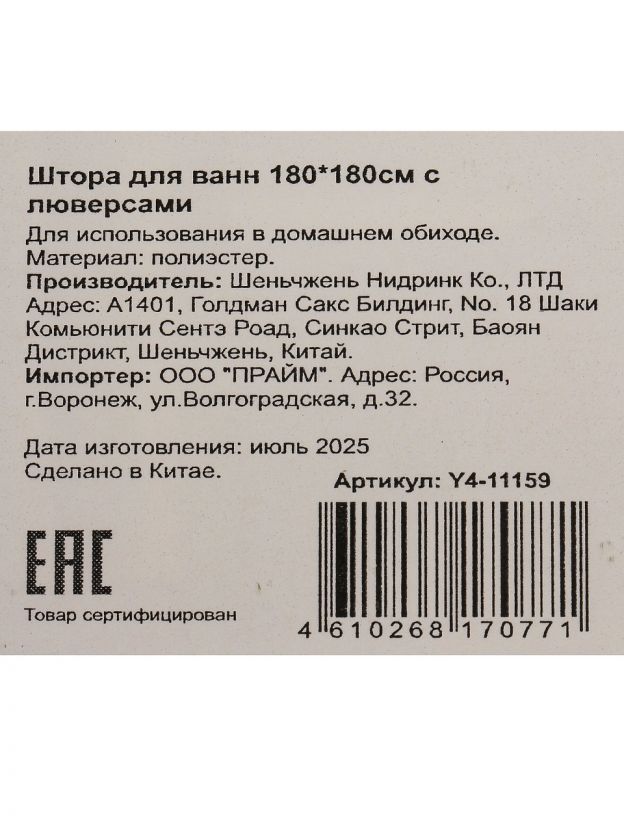 Штора для ванн 180*180см с
люверсами
Для использования в домашнем обиходе.
Материал: полиэстер.
Производитель: Шеньчжень Нидринк Ко., ЛТД
Адрес: А1401, Голдман Сакс Билдинг, No. 18 Шаки
Комьюнити Сентэ Роад, Синкао Стрит, Баоян
Дистрикт, Шеньчжень, Китай.
Импортер: ООО "ПРАЙМ". Адрес: Россия,
г.Воронеж, ул.Волгоградская, д.32.
Дата изготовления: июль 2025
Сделано в Китае.
Артикул: Y4-11159
EAC
Товар сертифицирован
4 610268 170771